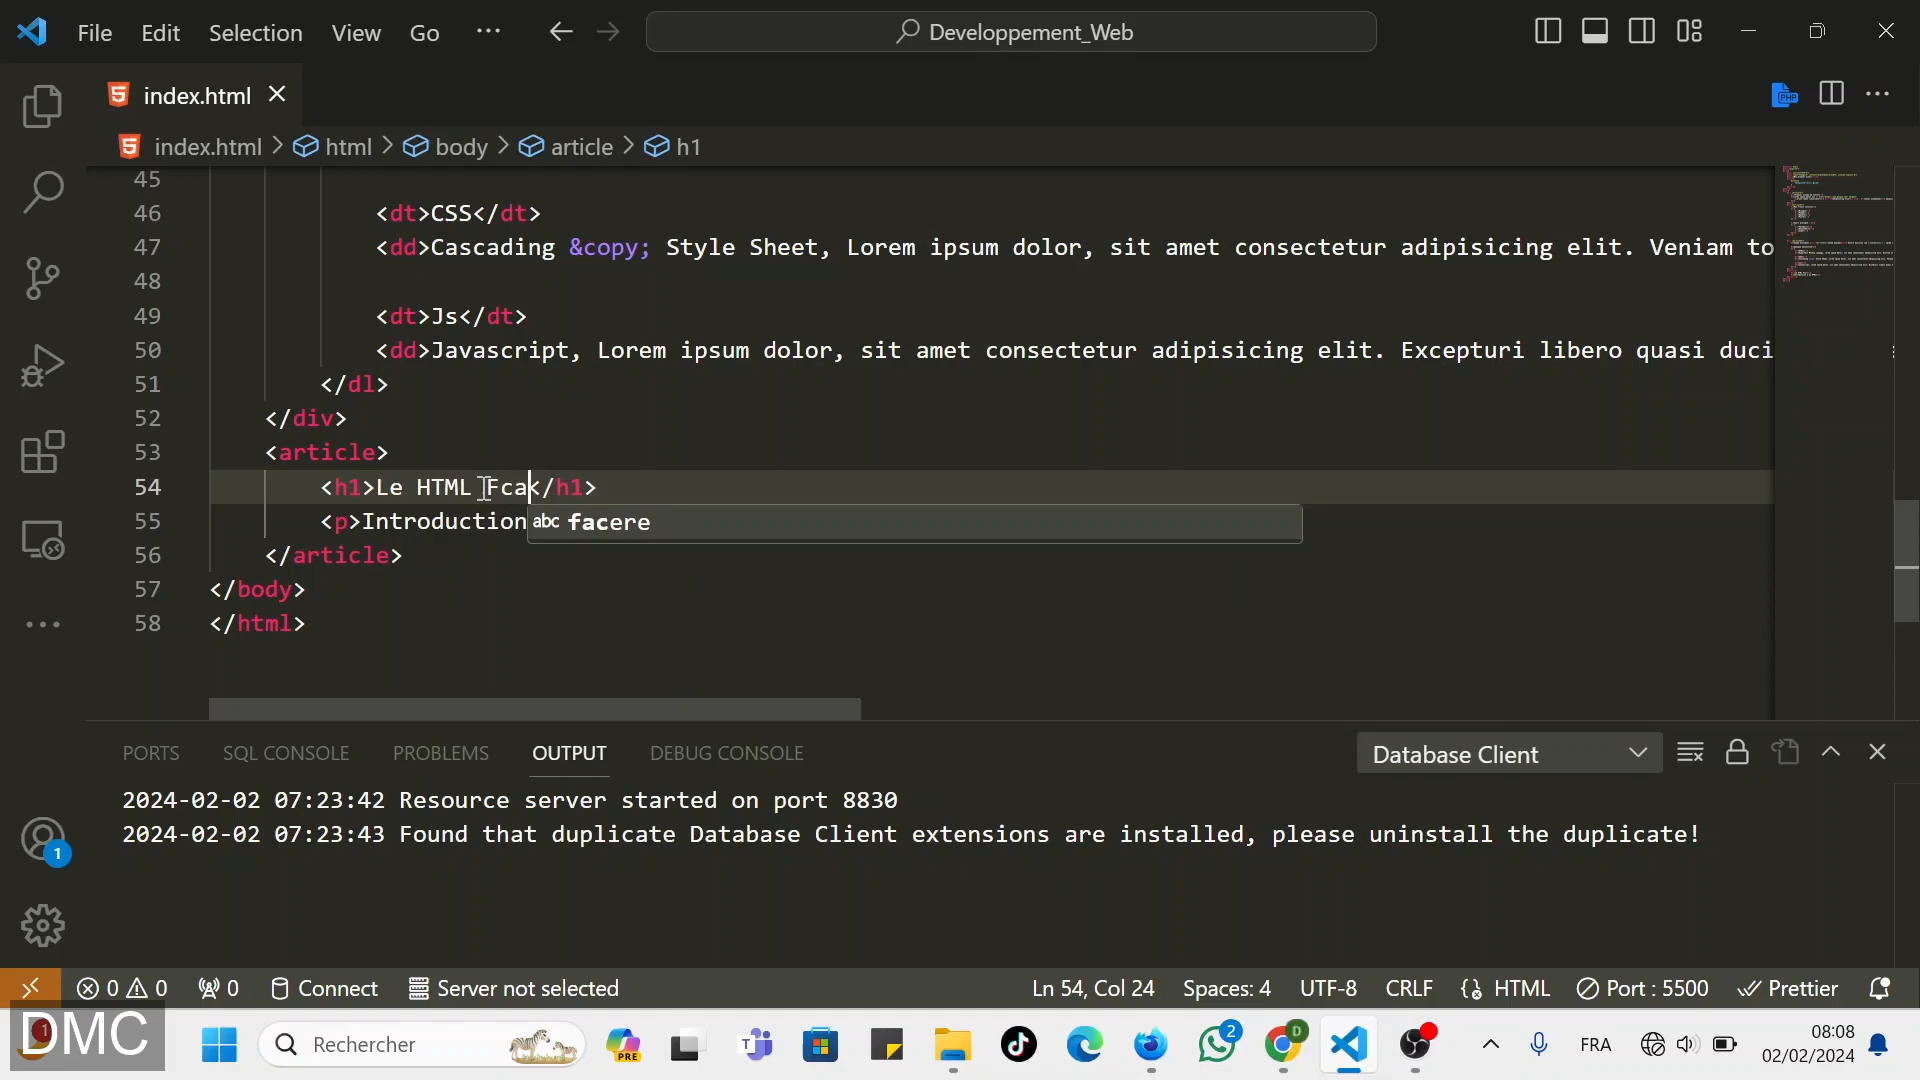 File Edit Selection View Go ··· Developpement_Web
index.html
index.html > html > body > article > h1
45
46 <dt>CSS</dt>
47 <dd>Cascading &copy; Style Sheet, Lorem ipsum dolor, sit amet consectetur adipisicing elit. Veniam to
48
49 <dt>Js</dt>
50 <dd>Javascript, Lorem ipsum dolor, sit amet consectetur adipisicing elit. Excepturi libero quasi duci
51 </dl>
52 </div>
53 <article>
54 <h1>Le HTML Fca</h1>
55 <p>Introduction
abc facere
56 </article>
57 </body>
58 </html>
PORTS SQL CONSOLE PROBLEMS OUTPUT DEBUG CONSOLE Database Client
2024-02-02 07:23:42 Resource server started on port 8830
2024-02-02 07:23:43 Found that duplicate Database Client extensions are installed, please uninstall the duplicate!
1
0 0 0 Connect Server not selected Ln 54, Col 24 Spaces: 4 UTF-8 CRLF HTML Port : 5500 Prettier
DMC
1
Rechercher
PRE
2
D
FRA
08:08
02/02/2024